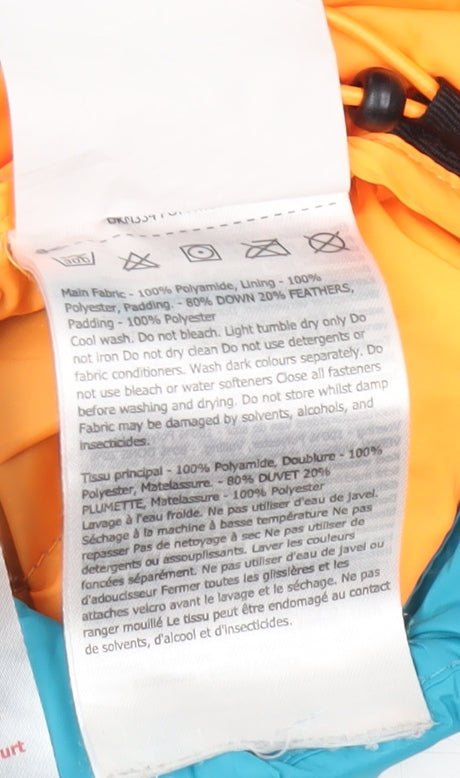 Main Fabric - 100% Polyamide, Lining - 100%
Polyester, Padding. - 80% DOWN 20% FEATHERS,
Padding - 100% Polyester
Cool wash. Do not bleach. Light tumble dry only Do
not iron Do not dry clean Do not use detergents or
fabric conditioners. Wash dark colours separately. Do
not use bleach or water softeners Close all fasteners
before washing and drying. Do not store whilst damp
Fabric may be damaged by solvents, alcohols, and
insecticides.
Tissu principal - 100% Polyamide, Doublure - 100%
Polyester, Matelassure. - 80% DUVET 20%
PLUMETTE, Matelassure - 100% Polyester
Lavage à l'eau froide. Ne pas utiliser d'eau de javel.
Séchage à la machine à basse température Ne pas
repasser Pas de netoyage à sec Ne pas utiliser de
detergents ou assouplissants. Laver les couleurs
foncées séparément. Ne pas utiliser d'eau de javel ou
d'adoucisseur Fermer toutes les glissières et les
attaches velcro avant le lavage et le séchage. Ne pas
ranger mouillé Le tissu peut être endomagé au contact
de solvents, d'alcool et d'insecticides.
urt